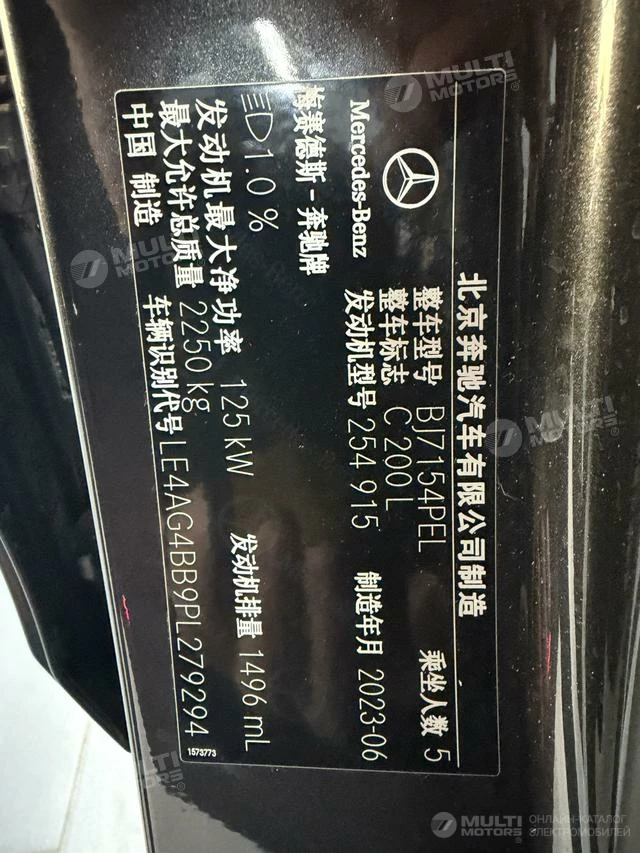 北京奔驰汽车有限公司制造
Mercedes-Benz
整车型号 BJ7154PEL 乘坐人数 5
整车标志 C 200 L
梅赛德斯-奔驰牌 发动机型号 254 915 制造年月 2023-06
1.0 %
发动机最大净功率 125 kW 发动机排量 1496 mL
最大允许总质量 2250 kg
中国 制造 车辆识别代号 LE4AG4BB9PL279294
1573773
MULTI
MOTORS
MULTI
MOTORS
MULTI
MOTORS
MULTI
MOTORS
MULTI
MOTORS
ОНЛАЙН-КАТАЛОГ
ЭЛЕКТРОМОБИЛЕЙ